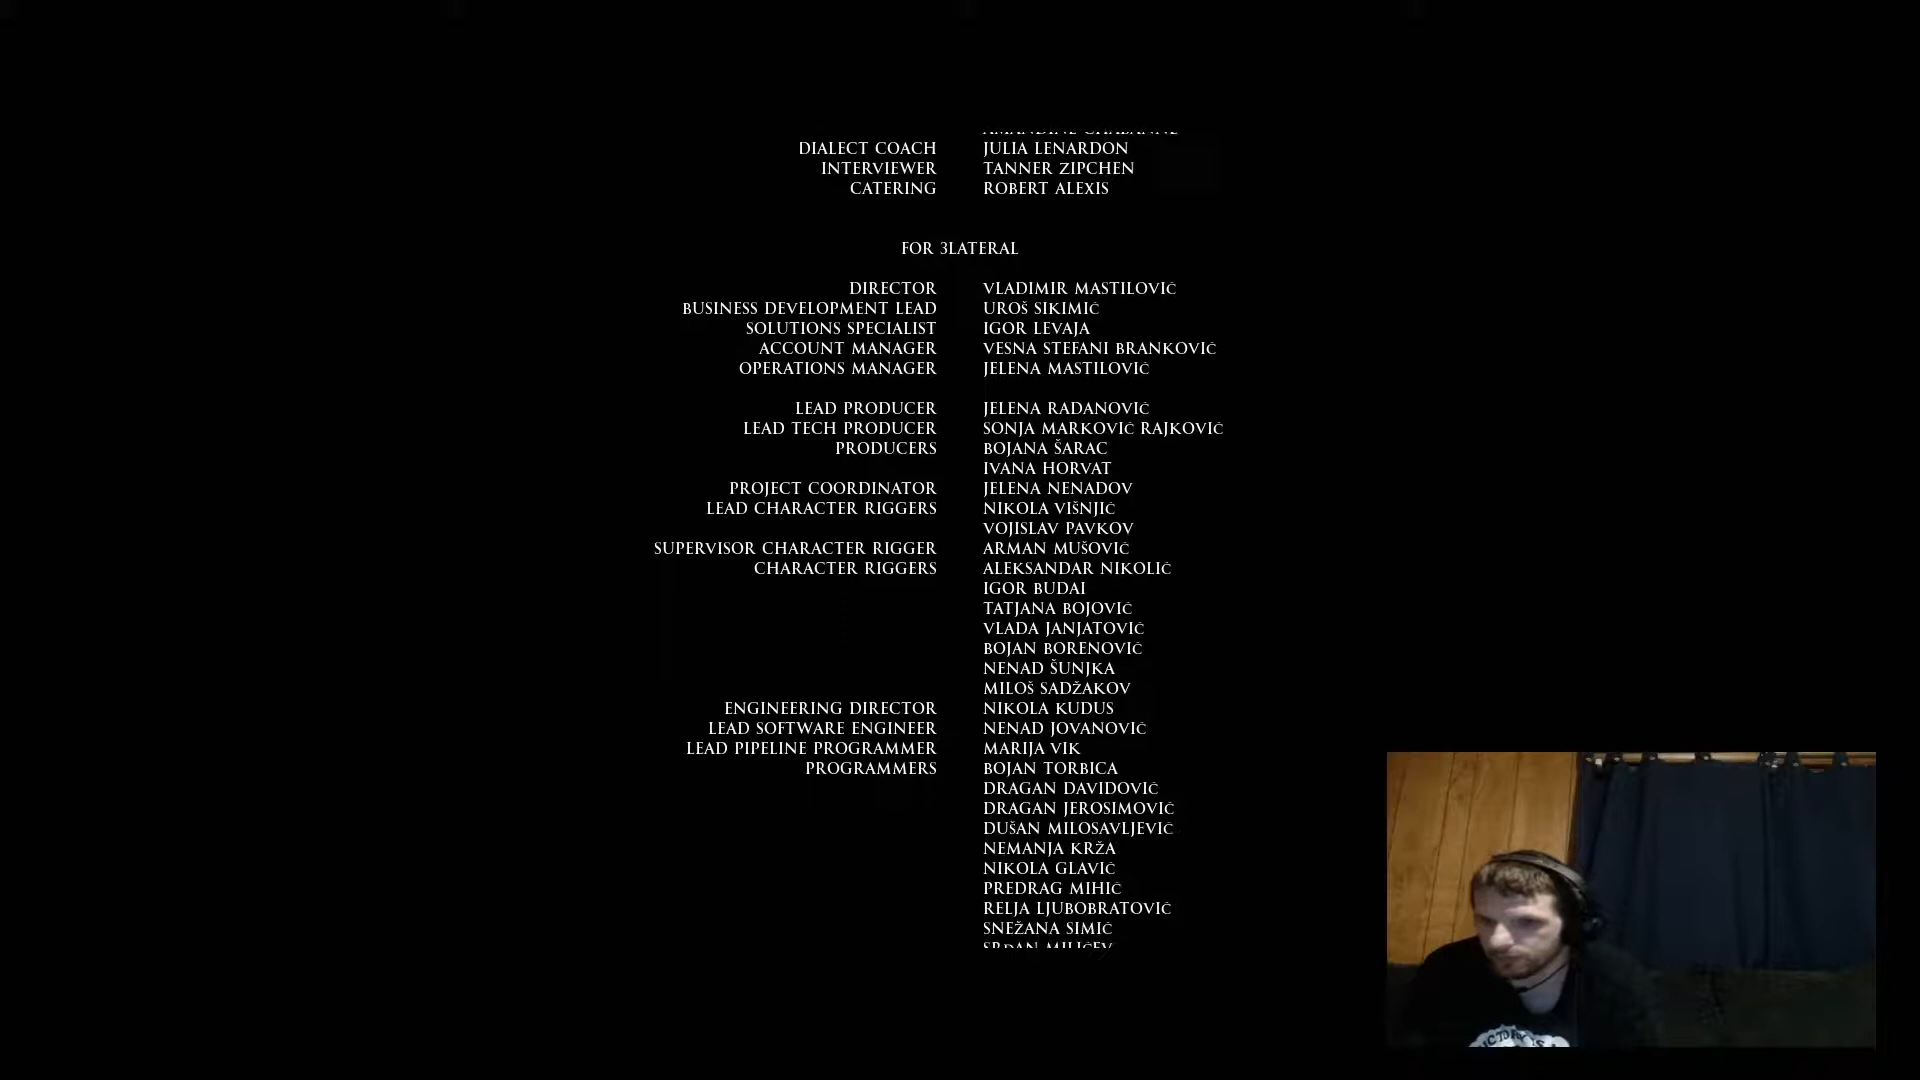 DIALECT COACH JULIA LENARDON
INTERVIEWER TANNER ZIPCHEN
CATERING ROBERT ALEXIS
FOR 3LATERAL
DIRECTOR VLADIMIR MASTILOVIĆ
BUSINESS DEVELOPMENT LEAD UROŠ SIKIMIĆ
SOLUTIONS SPECIALIST IGOR LEVAJA
ACCOUNT MANAGER VESNA STEFANI BRANKOVIĆ
OPERATIONS MANAGER JELENA MASTILOVIĆ
LEAD PRODUCER JELENA RADANOVIĆ
LEAD TECH PRODUCER SONJA MARKOVIĆ RAJKOVIĆ
PRODUCERS BOJANA ŠARAC
IVANA HORVAT
PROJECT COORDINATOR JELENA NENADOV
LEAD CHARACTER RIGGERS NIKOLA VIŠNJIĆ
VOJISLAV PAVKOV
SUPERVISOR CHARACTER RIGGER ARMAN MUŠOVIĆ
CHARACTER RIGGERS ALEKSANDAR NIKOLIĆ
IGOR BUDAI
TATJANA BOJOVIĆ
VLADA JANJATOVIĆ
BOJAN BORENOVIĆ
NENAD ŠUNJKA
MILOŠ SADŽAKOV
ENGINEERING DIRECTOR NIKOLA KUDUS
LEAD SOFTWARE ENGINEER NENAD JOVANOVIĆ
LEAD PIPELINE PROGRAMMER MARIJA VIK
PROGRAMMERS BOJAN TORBICA
DRAGAN DAVIDOVIĆ
DRAGAN JEROSIMOVIĆ
DUŠAN MILOSAVLJEVIĆ
NEMANJA KRŽA
NIKOLA GLAVIĆ
PREDRAG MIHIĆ
RELJA LJUBOBRATOVIĆ
SNEŽANA SIMIĆ